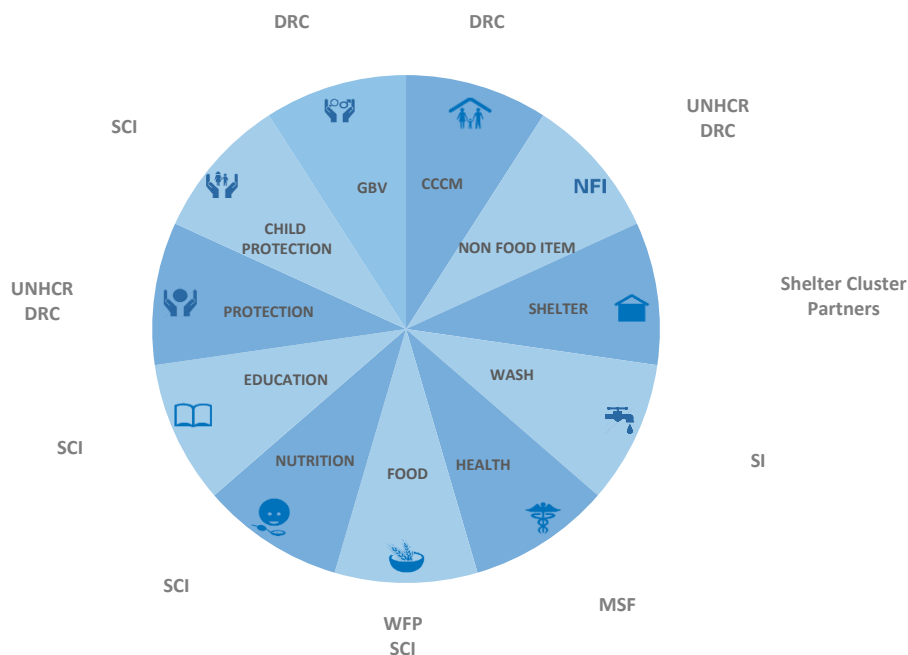 DRC
DRC
UNHCR
DRC
SCI
NFI
GBV
CCCM
CHILD
PROTECTION
NON FOOD ITEM
UNHCR
DRC
PROTECTION
SHELTER
Shelter Cluster
Partners
EDUCATION
WASH
SCI
NUTRITION
FOOD
HEALTH
SI
SCI
MSF
WFP
SCI